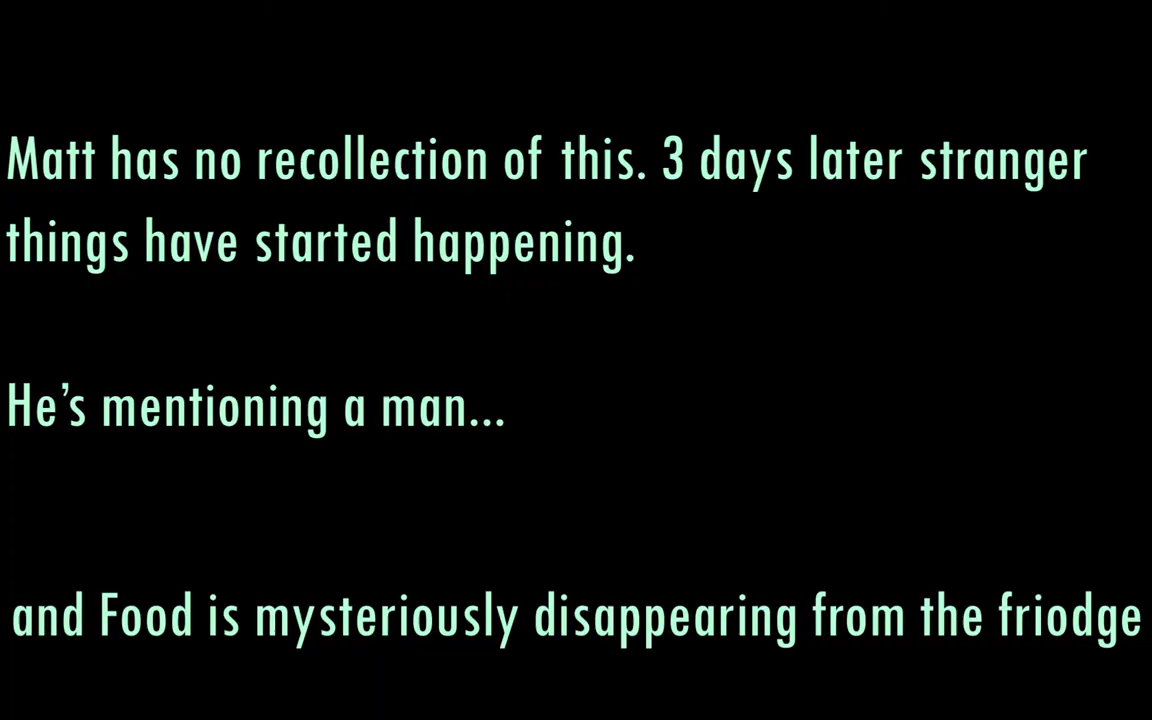 Matt has no recollection of this. 3 days later stranger
things have started happening.
He’s mentioning a man...
and Food is mysteriously disappearing from the friodge